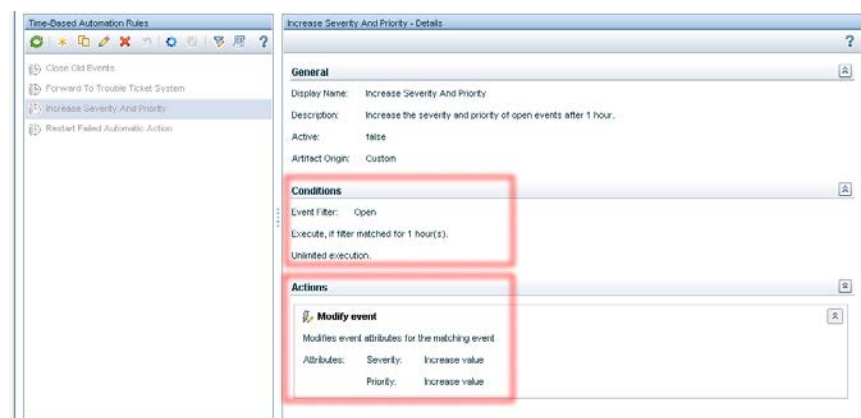 Time-Based Automation Rules
Close Old Events
Forward To Trouble Ticket System
Increase Severity And Priority
Restart Failed Automatic Action
Increase Severity And Priority - Details
General
Display Name: Increase Severity And Priority
Description: Increase the severity and priority of open events after 1 hour.
Active: false
Artifact Origin: Custom
Conditions
Event Filter: Open
Execute, if filter matched for 1 hour(s).
Unlimited execution.
Actions
Modify event
Modifies event attributes for the matching event
Attributes: Severity: Increase value
Priority: Increase value